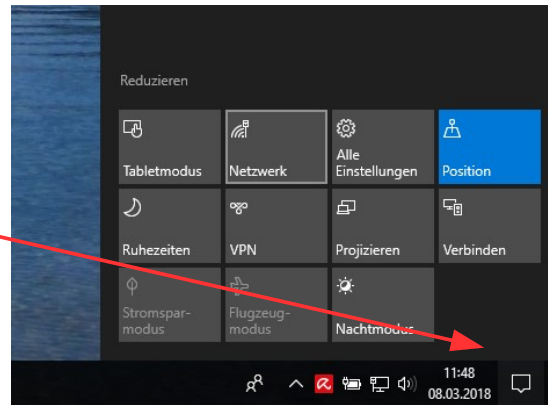 Reduzieren
Tabletmodus
Netzwerk
Alle
Einstellungen
Position
Ruhezeiten
VPN
Projizieren
Verbinden
Stromspar-
modus
Flugzeug-
modus
Nachtmodus
11:48
08.03.2018